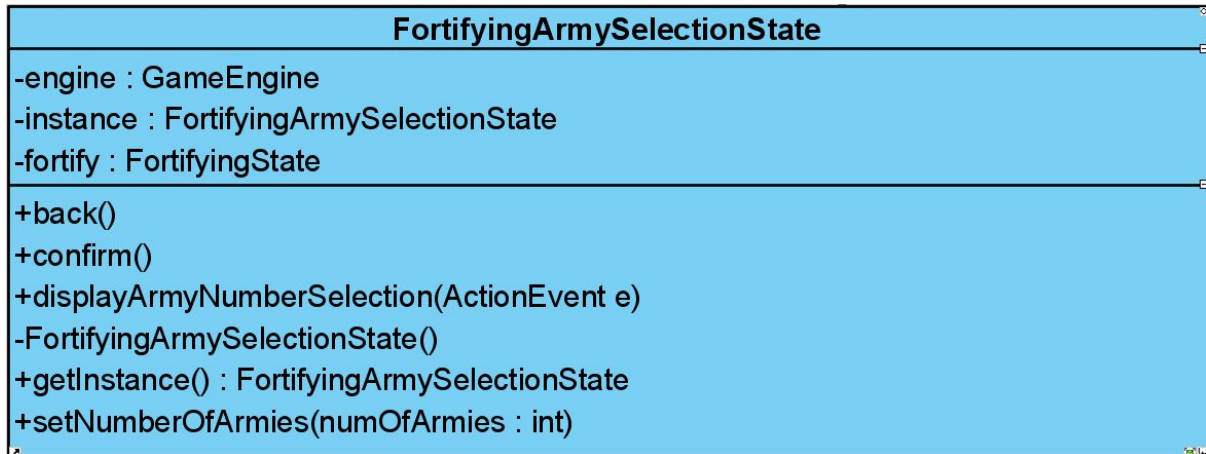 FortifyingArmySelectionState
-engine : GameEngine
-instance : FortifyingArmySelectionState
-fortify : FortifyingState
+back()
+confirm()
+displayArmyNumberSelection(ActionEvent e)
-FortifyingArmySelectionState()
+getInstance() : FortifyingArmySelectionState
+setNumberOfArmies(numOfArmies : int)